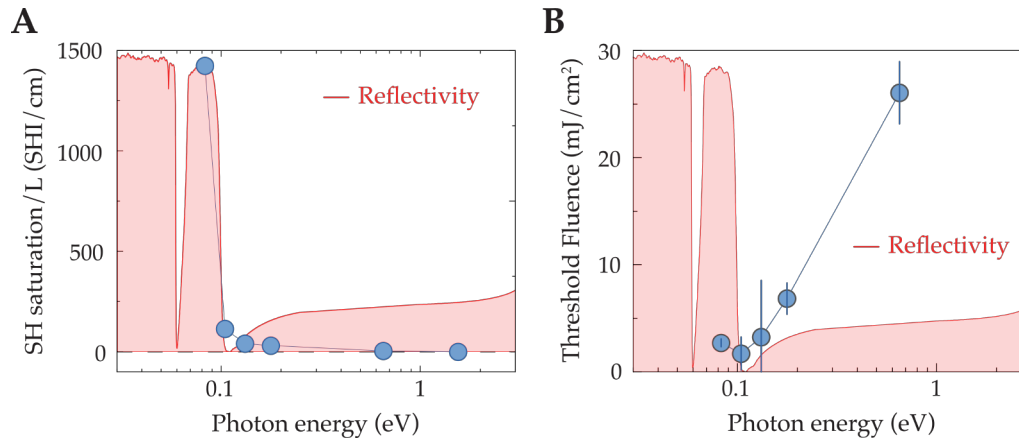 A
SH saturation/L (SHI/cm)
1500
1000
500
0
Reflectivity
0.1
1
Photon energy (eV)
B
Threshold Fluence (mJ/cm²)
30
20
10
0
Reflectivity
0.1
1
Photon energy (eV)